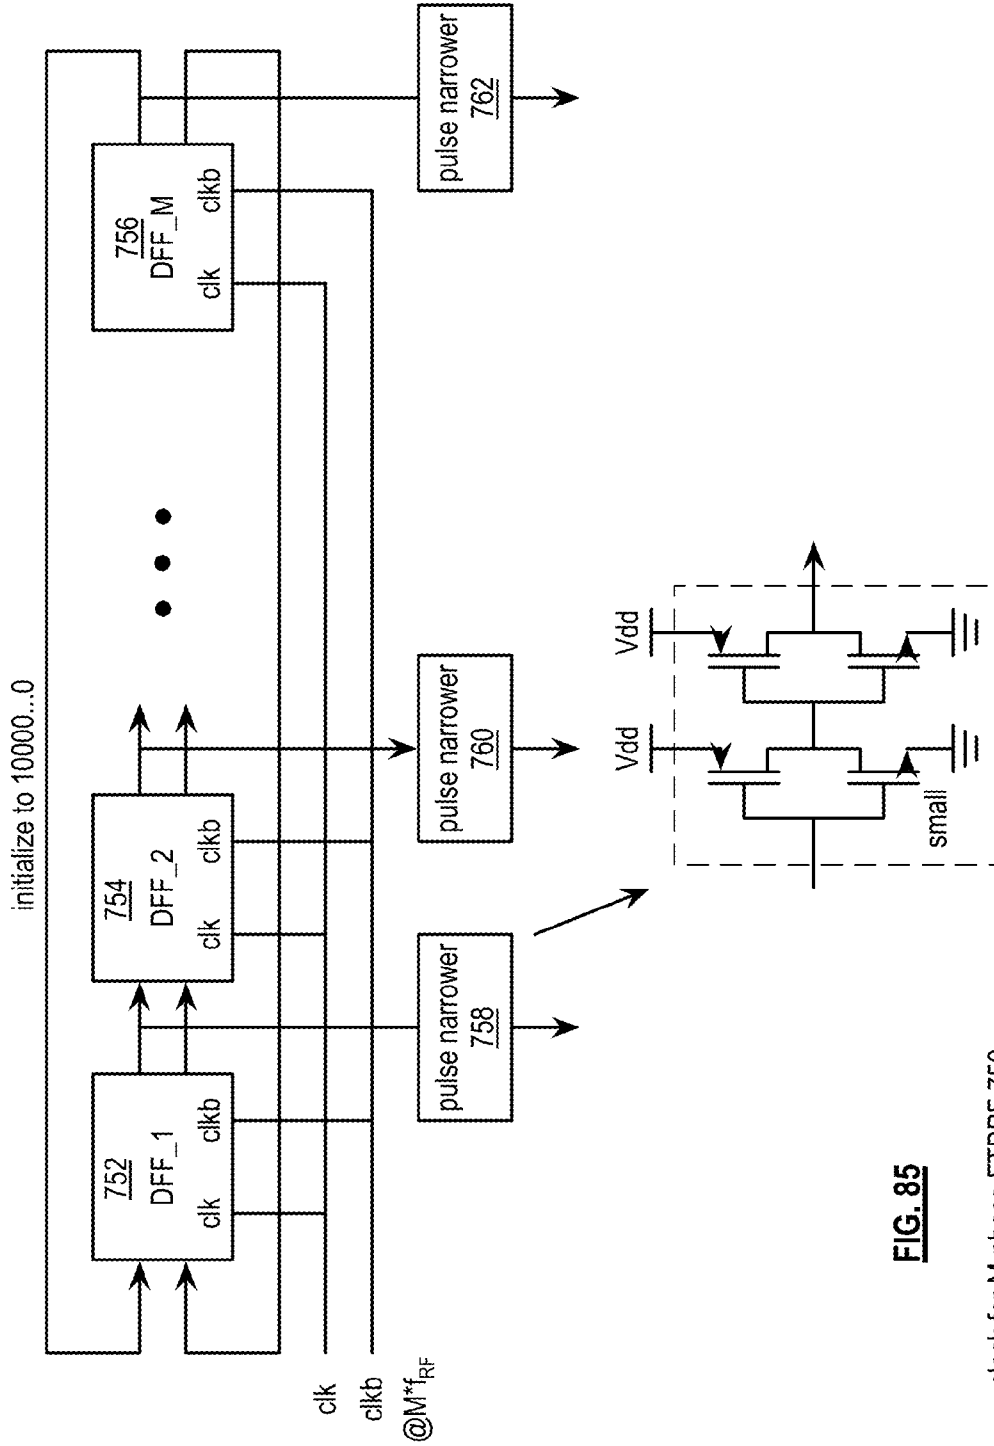 initialize to 10000...0
752
DFF_1
clk
clkb
754
DFF_2
clk
clkb
756
DFF_M
clk
clkb
clk
clkb
@M*fRF
pulse narrower
758
pulse narrower
760
pulse narrower
762
Vdd
Vdd
small
FIG. 85